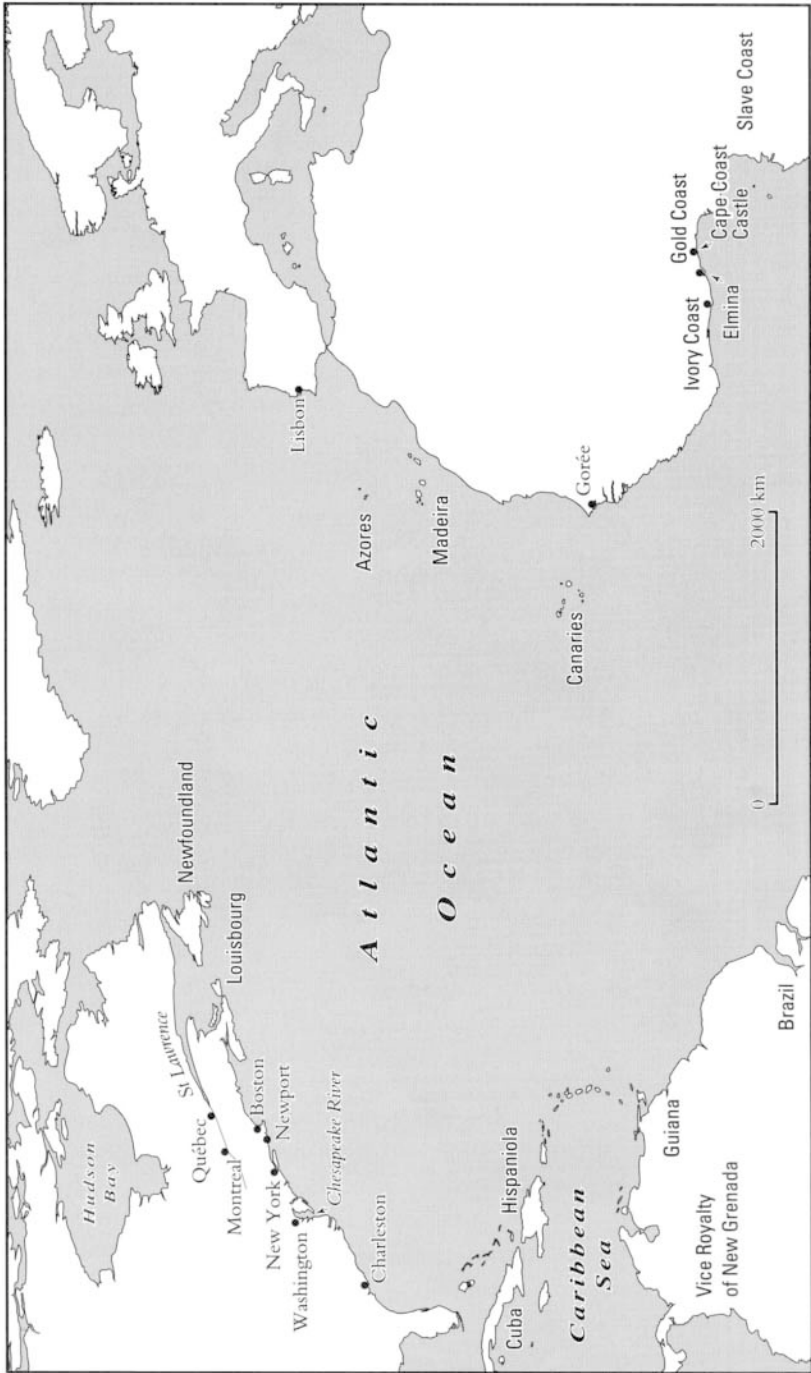 Hudson
Bay
Québec
St Lawrence
Newfoundland
Montreal
Louisbourg
Boston
Newport
New York
Washington
Chesapeake River
Charleston
Atlantic
Ocean
Lisbon
Azores
Madeira
Canaries
Gorée
Cuba
Hispaniola
Caribbean
Sea
Vice Royalty
of New Grenada
Guiana
Brazil
0
2000 km
Ivory Coast
Elmina
Gold Coast
Cape Coast
Castle
Slave Coast